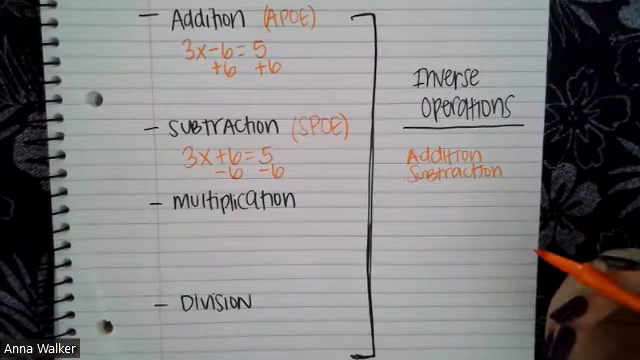 - Addition (APOE)
3x - 6 = 5
+6 +6
- Subtraction (SPOE)
3x + 6 = 5
-6 -6
- Multiplication
- Division
Inverse
Operations
Addition
Subtraction
Anna Walker